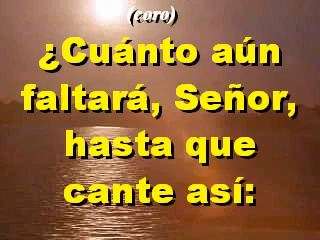 (coro)
¿Cuánto aún
faltará, Señor,
hasta que
cante así: